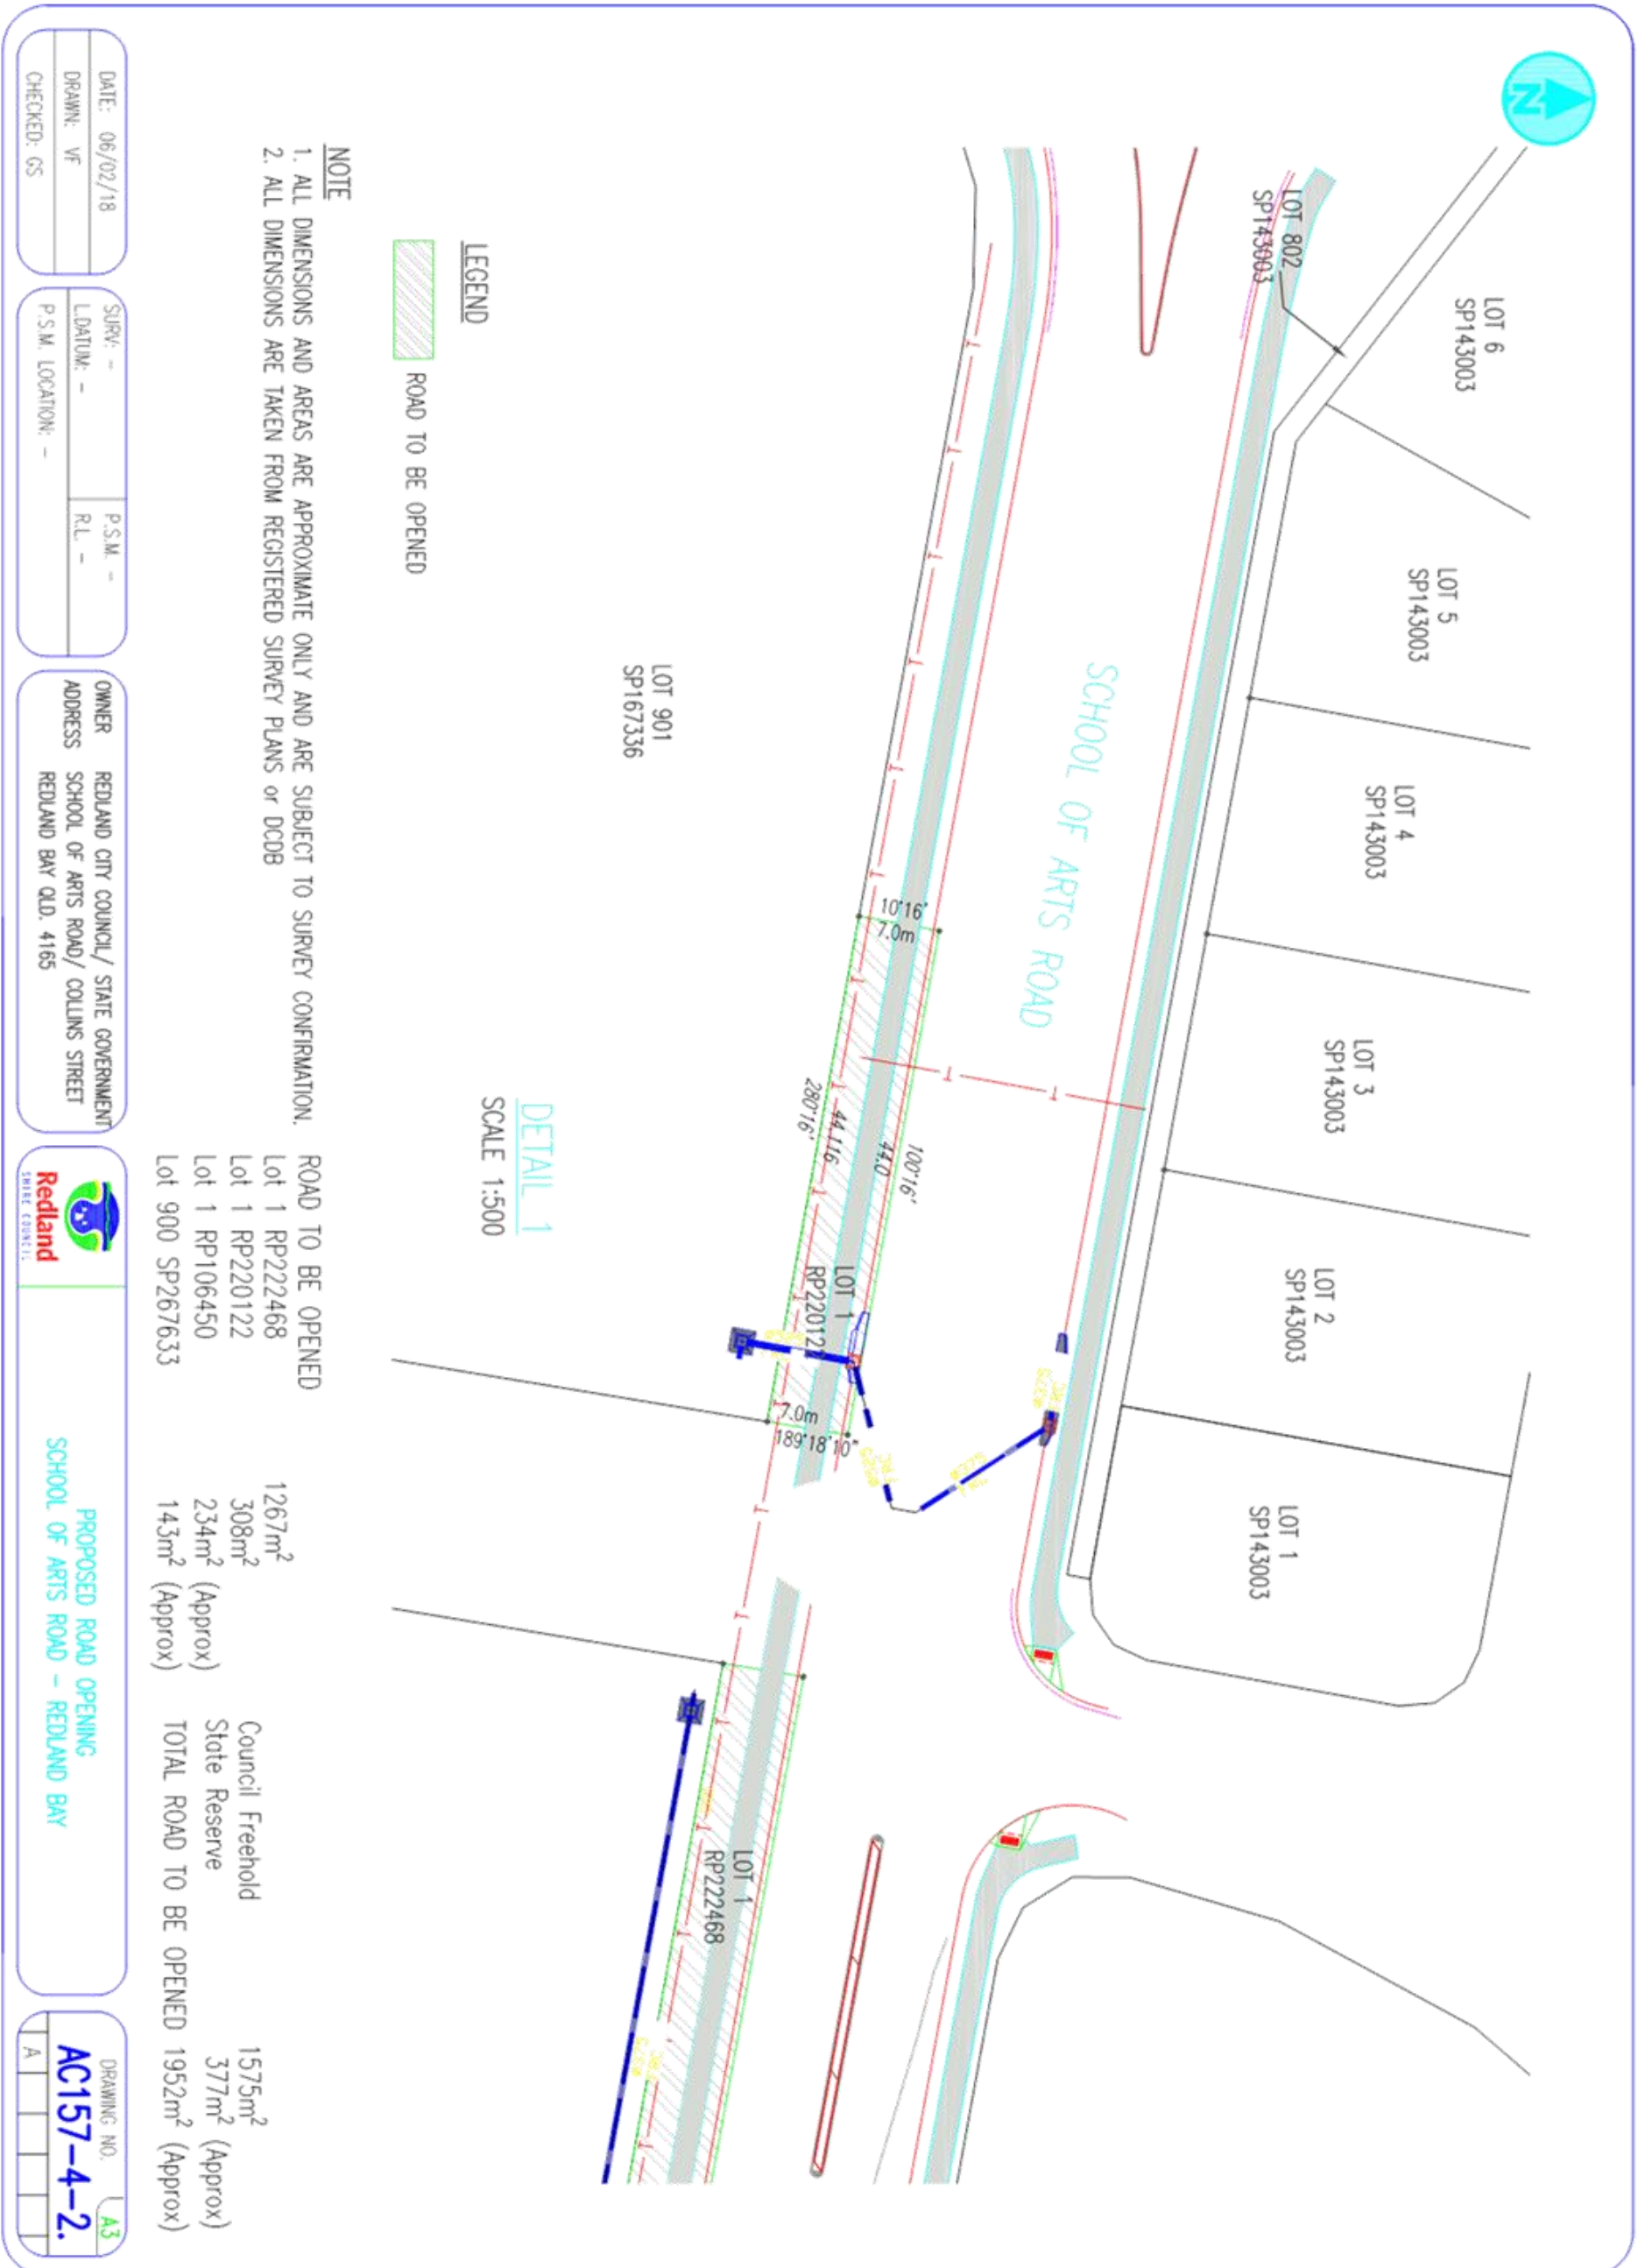 N
LOT 802
SP143003
LOT 6
SP143003
LOT 5
SP143003
LOT 4
SP143003
LOT 3
SP143003
LOT 2
SP143003
LOT 1
SP143003
SCHOOL OF ARTS ROAD
10°16'
7.0m
100°16'
44.0
44.116
280°16'
LOT 1
RP220122
7.0m
189°18'10"
LOT 1
RP222468
LOT 901
SP167336
DETAIL 1
SCALE 1:500
LEGEND
ROAD TO BE OPENED
NOTE
1. ALL DIMENSIONS AND AREAS ARE APPROXIMATE ONLY AND ARE SUBJECT TO SURVEY CONFIRMATION.
2. ALL DIMENSIONS ARE TAKEN FROM REGISTERED SURVEY PLANS or DCDB
ROAD TO BE OPENED
Lot 1 RP222468 1267m²
Lot 1 RP220122 308m²
Lot 1 RP106450 234m² (Approx)
Lot 900 SP267633 143m² (Approx)
Council Freehold 1575m²
State Reserve 377m² (Approx)
TOTAL ROAD TO BE OPENED 1952m² (Approx)
DATE: 06/02/18
DRAWN: VF
CHECKED: GS
SURV: - P.S.M. -
L.DATUM: - R.L. -
P.S.M. LOCATION: -
OWNER REDLAND CITY COUNCIL/ STATE GOVERNMENT
ADDRESS SCHOOL OF ARTS ROAD/ COLLINS STREET
REDLAND BAY QLD. 4165
Redland
SHIRE COUNCIL
PROPOSED ROAD OPENING
SCHOOL OF ARTS ROAD - REDLAND BAY
DRAWING NO. A3
AC157-4-2.
A